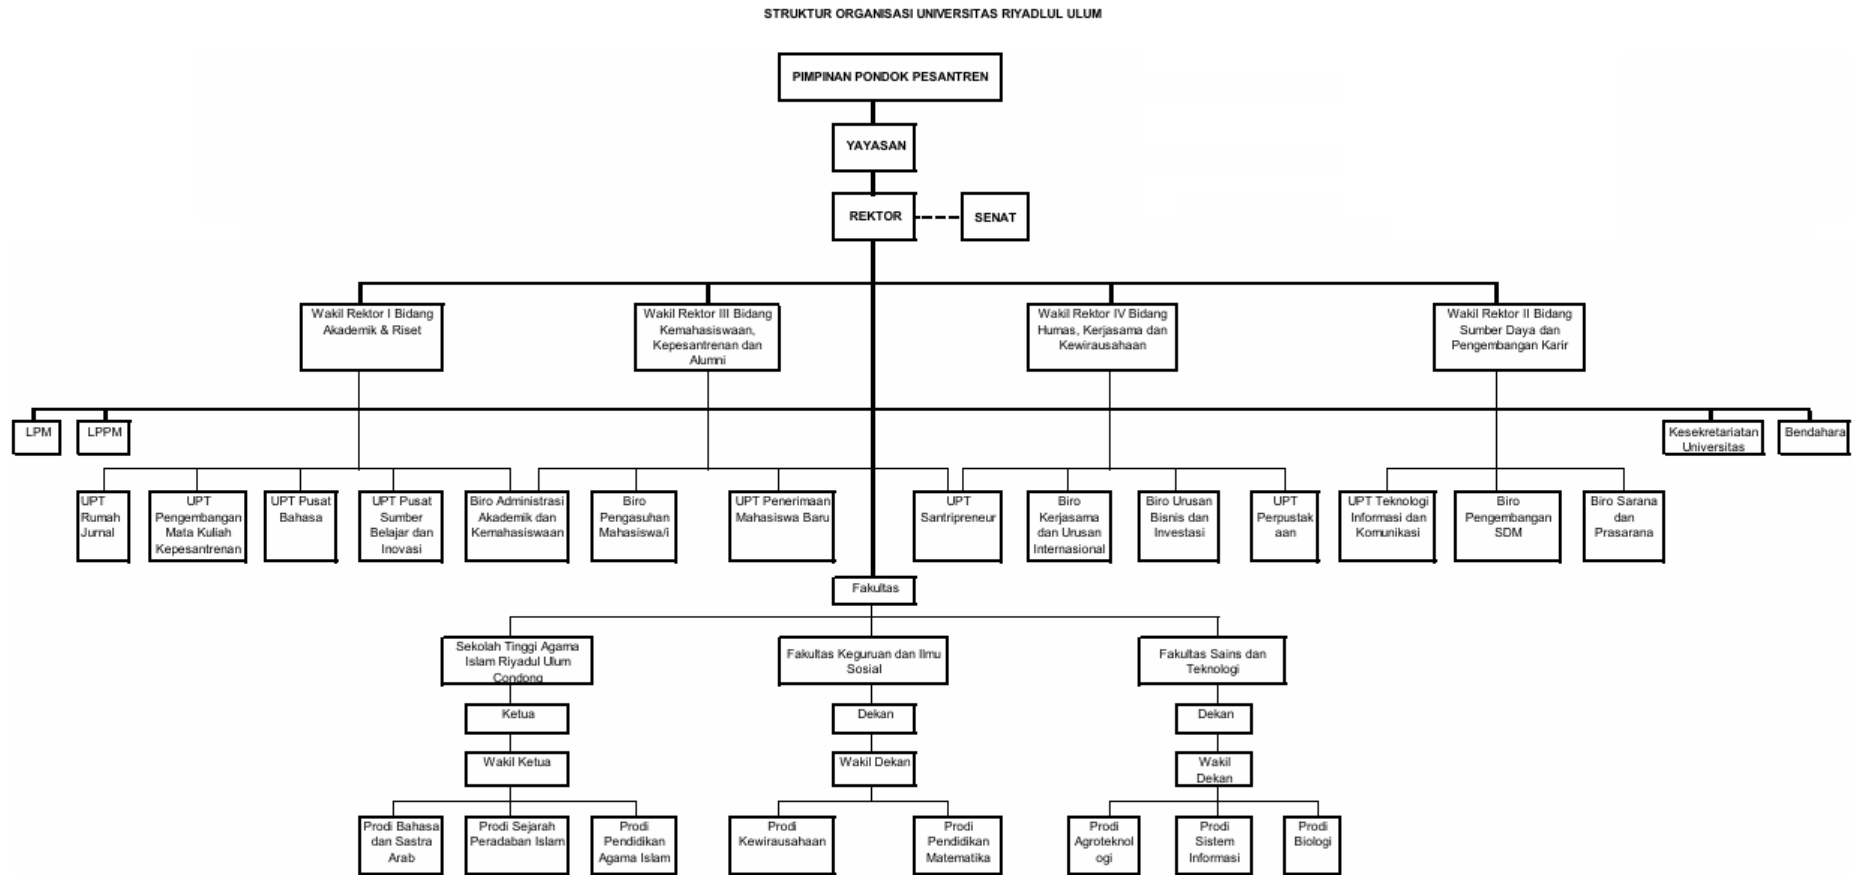 STRUKTUR ORGANISASI UNIVERSITAS RIYADLUL ULUM
PIMPINAN PONDOK PESANTREN
YAYASAN
REKTOR
SENAT
Wakil Rektor I Bidang
Akademik & Riset
Wakil Rektor III Bidang
Kemahasiswaan,
Kepesantrenan dan
Alumni
Wakil Rektor IV Bidang
Humas, Kerjasama dan
Kewirausahaan
Wakil Rektor II Bidang
Sumber Daya dan
Pengembangan Karir
LPM
LPPM
Kesekretariatan
Universitas
Bendahara
UPT
Rumah
Jurnal
UPT
Pengembangan
Mata Kuliah
Kepesantrenan
UPT Pusat
Bahasa
UPT Pusat
Sumber
Belajar dan
Inovasi
Biro Administrasi
Akademik dan
Kemahasiswaan
Biro
Pengasuhan
Mahasiswa/i
UPT Penerimaan
Mahasiswa Baru
UPT
Santripreneur
Biro
Kerjasama
dan Urusan
Internasional
Biro Urusan
Bisnis dan
Investasi
UPT
Perpustak
aan
UPT Teknologi
Informasi dan
Komunikasi
Biro
Pengembangan
SDM
Biro Sarana
dan
Prasarana
Fakultas
Sekolah Tinggi Agama
Islam Riyadul Ulum
Condong
Fakultas Keguruan dan Ilmu
Sosial
Fakultas Sains dan
Teknologi
Ketua
Dekan
Dekan
Wakil Ketua
Wakil Dekan
Wakil
Dekan
Prodi Bahasa
dan Sastra
Arab
Prodi Sejarah
Peradaban Islam
Prodi
Pendidikan
Agama Islam
Prodi
Kewirausahaan
Prodi
Pendidikan
Matematika
Prodi
Agroteknol
ogi
Prodi
Sistem
Informasi
Prodi
Biologi